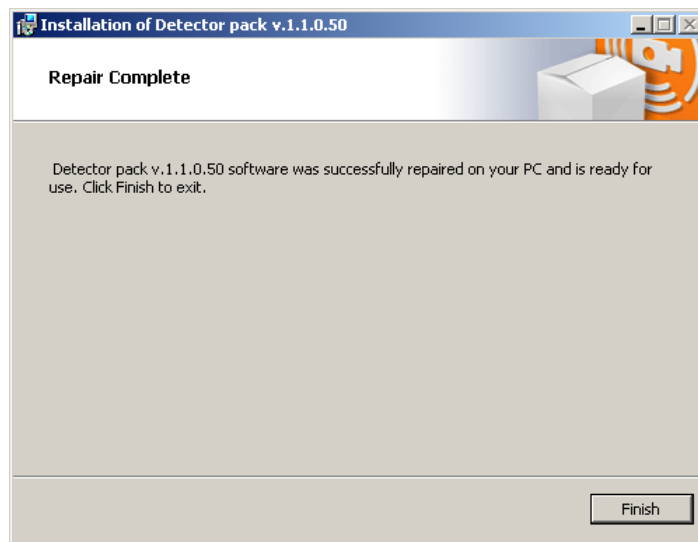 Installation of Detector pack v.1.1.0.50
Repair Complete
Detector pack v.1.1.0.50 software was successfully repaired on your PC and is ready for
use. Click Finish to exit.
Finish